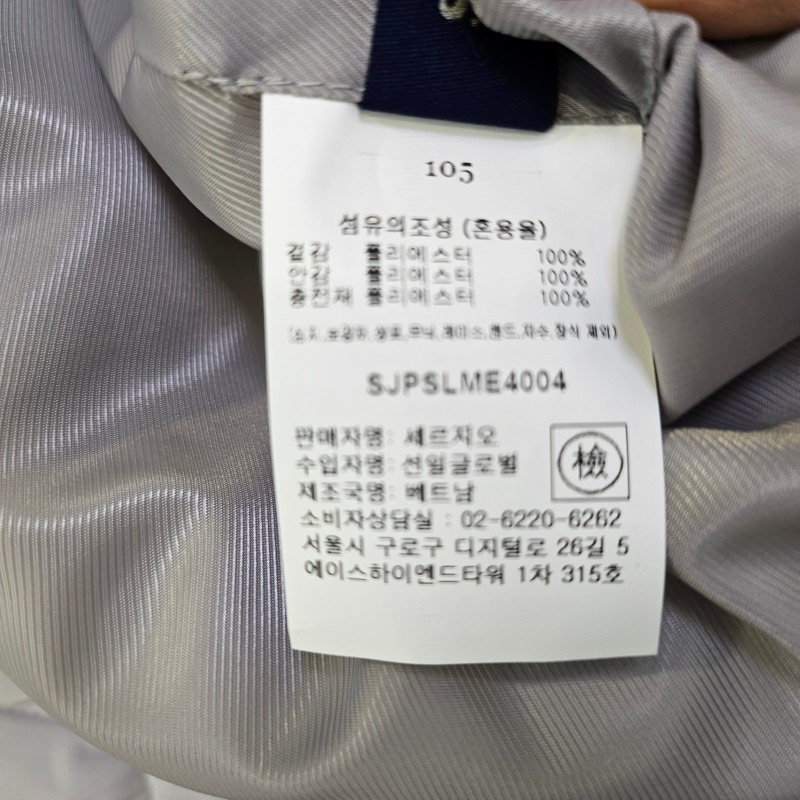 105
섬유의조성 (혼용율)
겉감 폴리에스터 100%
안감 폴리에스터 100%
충전재 폴리에스터 100%
제외)
SJPSLME4004
판매자명: 세르지오
수입자명: 선일글로벌
제조국명: 베트남
檢
소비자상담실 : 02-6220-6262
서울시 구로구 디지털로 26길 5
에이스하이엔드타워 1차 315호